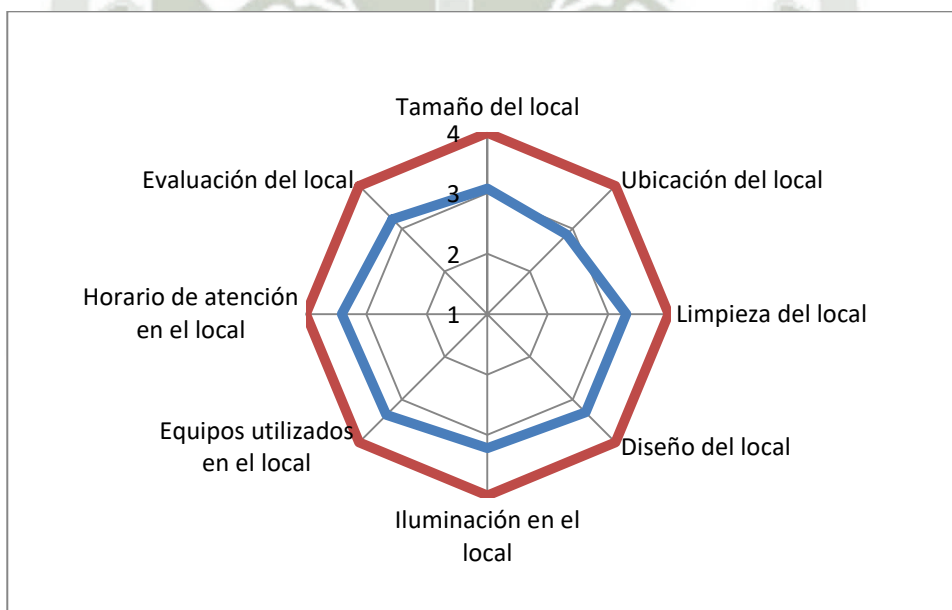 Tamaño del local
4
Evaluación del local
Ubicación del local
3
2
Horario de atención
en el local
1
Limpieza del local
Equipos utilizados
en el local
Diseño del local
Iluminación en el
local